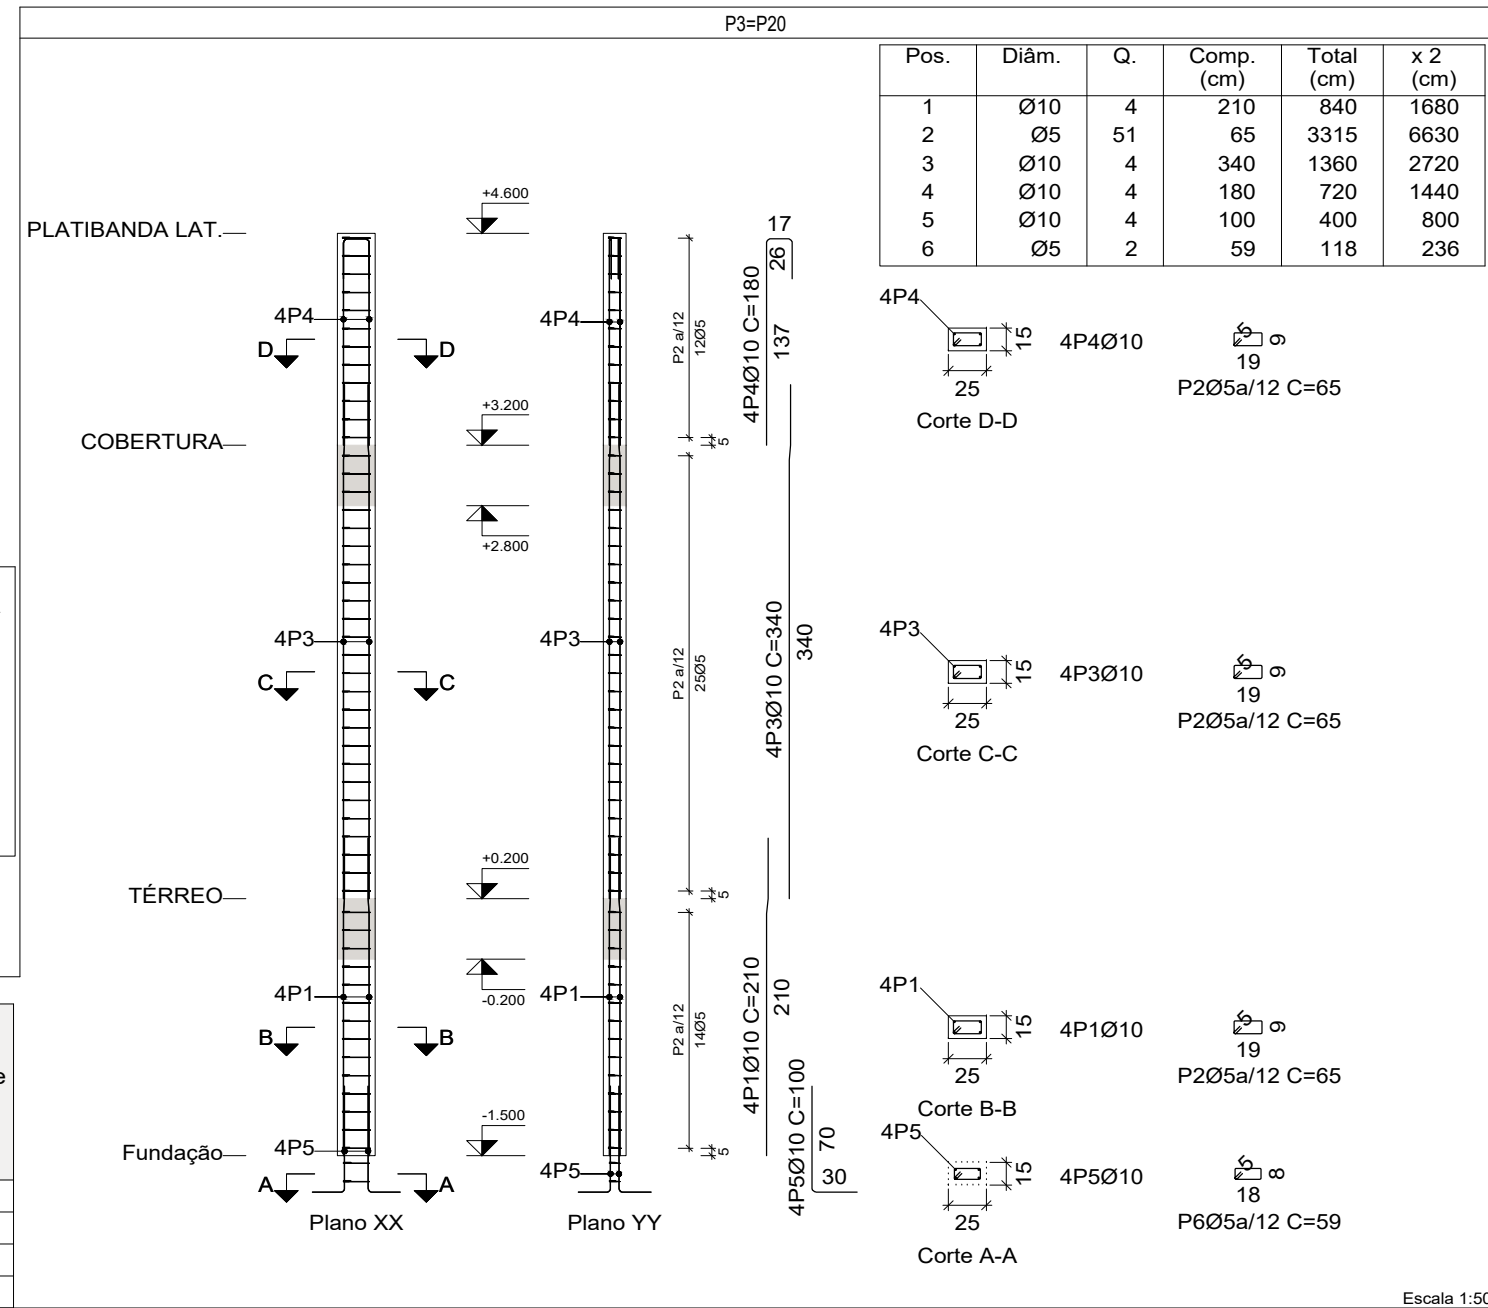 P3=P20
Pos. Diâm. Q. Comp. (cm) Total (cm) x 2 (cm)
1 Ø10 4 210 840 1680
2 Ø5 51 65 3315 6630
3 Ø10 4 340 1360 2720
4 Ø10 4 180 720 1440
5 Ø10 4 100 400 800
6 Ø5 2 59 118 236
PLATIBANDA LAT.
+4.600
4P4
4P4
D
D
P2 a/12
12Ø5
5
4P4Ø10 C=180
17
26
137
4P4
15
25
4P4Ø10
5
9
19
P2Ø5a/12 C=65
Corte D-D
COBERTURA
+3.200
+2.800
4P3
4P3
C
C
P2 a/12
25Ø5
5
4P3Ø10 C=340
340
4P3
15
25
4P3Ø10
5
9
19
P2Ø5a/12 C=65
Corte C-C
TÉRREO
+0.200
-0.200
4P1
4P1
B
B
P2 a/12
14Ø5
5
4P1Ø10 C=210
210
4P1
15
25
4P1Ø10
5
9
19
P2Ø5a/12 C=65
Corte B-B
Fundação
-1.500
4P5
4P5
A
A
4P5Ø10 C=100
70
30
4P5
15
25
4P5Ø10
5
8
18
P6Ø5a/12 C=59
Corte A-A
Plano XX
Plano YY
e
Escala 1:50